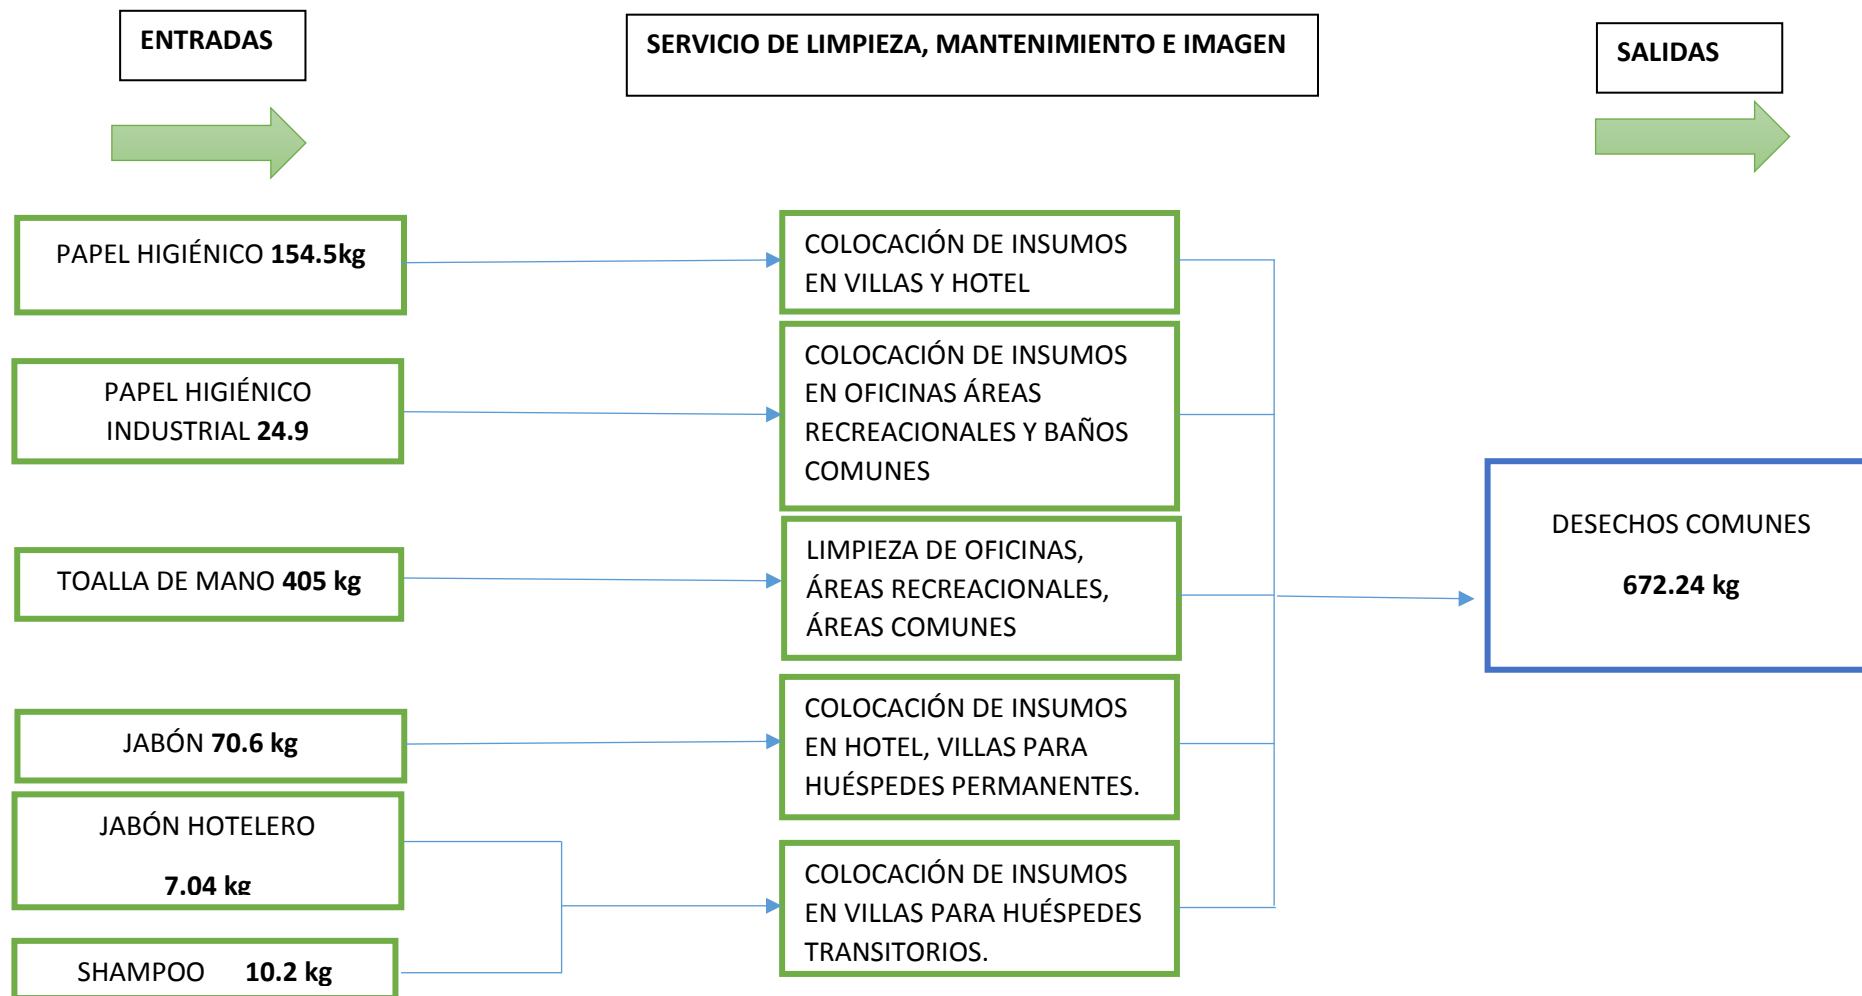 ENTRADAS
SERVICIO DE LIMPIEZA, MANTENIMIENTO E IMAGEN
SALIDAS
PAPEL HIGIÉNICO 154.5kg
COLOCACIÓN DE INSUMOS
EN VILLAS Y HOTEL
PAPEL HIGIÉNICO
INDUSTRIAL 24.9
COLOCACIÓN DE INSUMOS
EN OFICINAS ÁREAS
RECREACIONALES Y BAÑOS
COMUNES
TOALLA DE MANO 405 kg
LIMPIEZA DE OFICINAS,
ÁREAS RECREACIONALES,
ÁREAS COMUNES
DESECHOS COMUNES
672.24 kg
JABÓN 70.6 kg
COLOCACIÓN DE INSUMOS
EN HOTEL, VILLAS PARA
HUÉSPEDES PERMANENTES.
JABÓN HOTELERO
7.04 kg
SHAMPOO 10.2 kg
COLOCACIÓN DE INSUMOS
EN VILLAS PARA HUÉSPEDES
TRANSITORIOS.